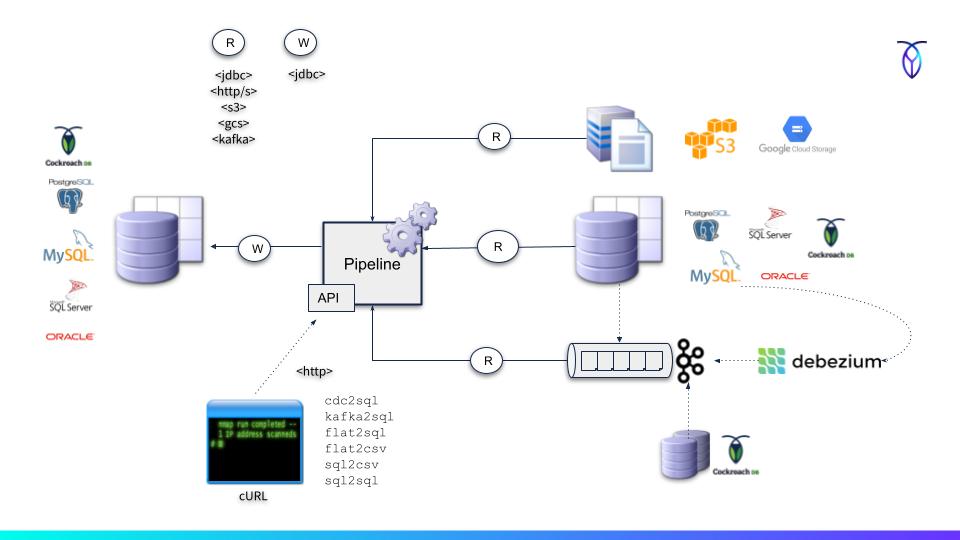 R
W
<jdbc>
<http/s>
<s3>
<gcs>
<kafka>
<jdbc>
R
S3
Google Cloud Storage
Cockroach DB
PostgreSQL
MySQL
Microsoft
SQL Server
ORACLE
W
Pipeline
API
R
PostgreSQL
SQL Server
Cockroach DB
MySQL
ORACLE
R
debezium
<http>
nmap run completed --
1 IP address scanneds
#
cURL
cdc2sql
kafka2sql
flat2sql
flat2csv
sql2csv
sql2sql
Cockroach DB